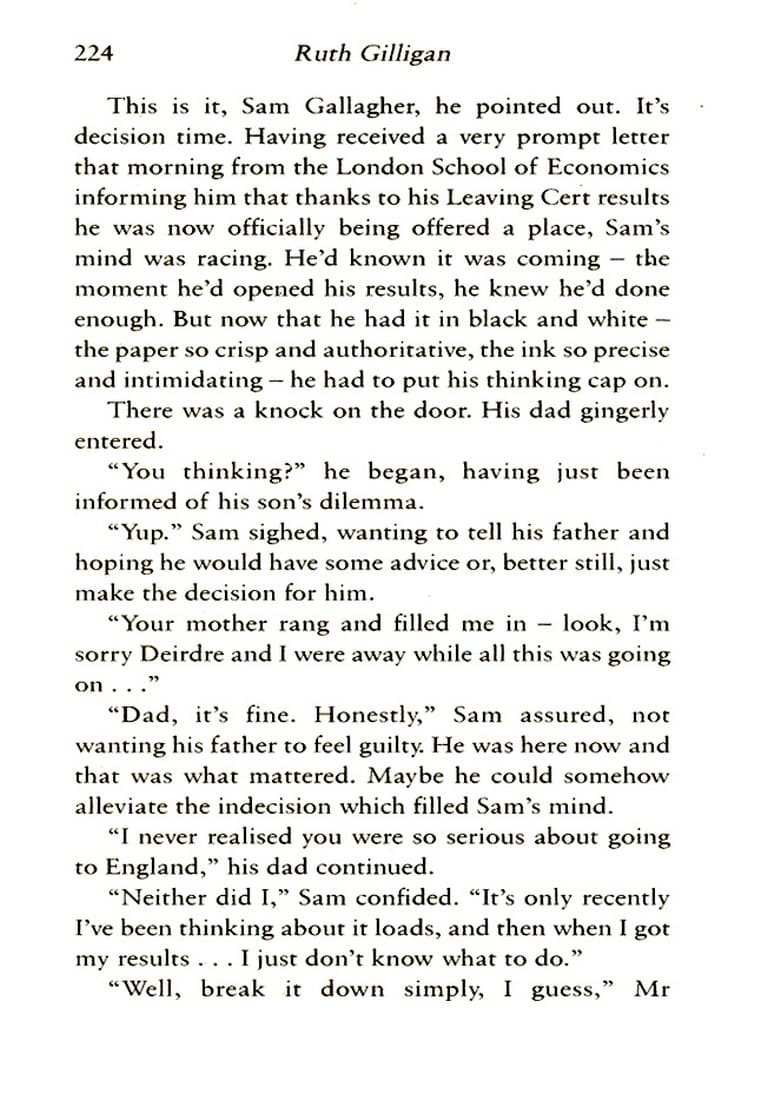 224 Ruth Gilligan
This is it, Sam Gallagher, he pointed out. It’s
decision time. Having received a very prompt letter
that morning from the London School of Economics
informing him that thanks to his Leaving Cert results
he was now officially being offered a place, Sam’s
mind was racing. He’d known it was coming – the
moment he’d opened his results, he knew he’d done
enough. But now that he had it in black and white –
the paper so crisp and authoritative, the ink so precise
and intimidating – he had to put his thinking cap on.
There was a knock on the door. His dad gingerly
entered.
“You thinking?” he began, having just been
informed of his son’s dilemma.
“Yup.” Sam sighed, wanting to tell his father and
hoping he would have some advice or, better still, just
make the decision for him.
“Your mother rang and filled me in – look, I’m
sorry Deirdre and I were away while all this was going
on . . .”
“Dad, it’s fine. Honestly,” Sam assured, not
wanting his father to feel guilty. He was here now and
that was what mattered. Maybe he could somehow
alleviate the indecision which filled Sam’s mind.
“I never realised you were so serious about going
to England,” his dad continued.
“Neither did I,” Sam confided. “It’s only recently
I’ve been thinking about it loads, and then when I got
my results . . . I just don’t know what to do.”
“Well, break it down simply, I guess,” Mr